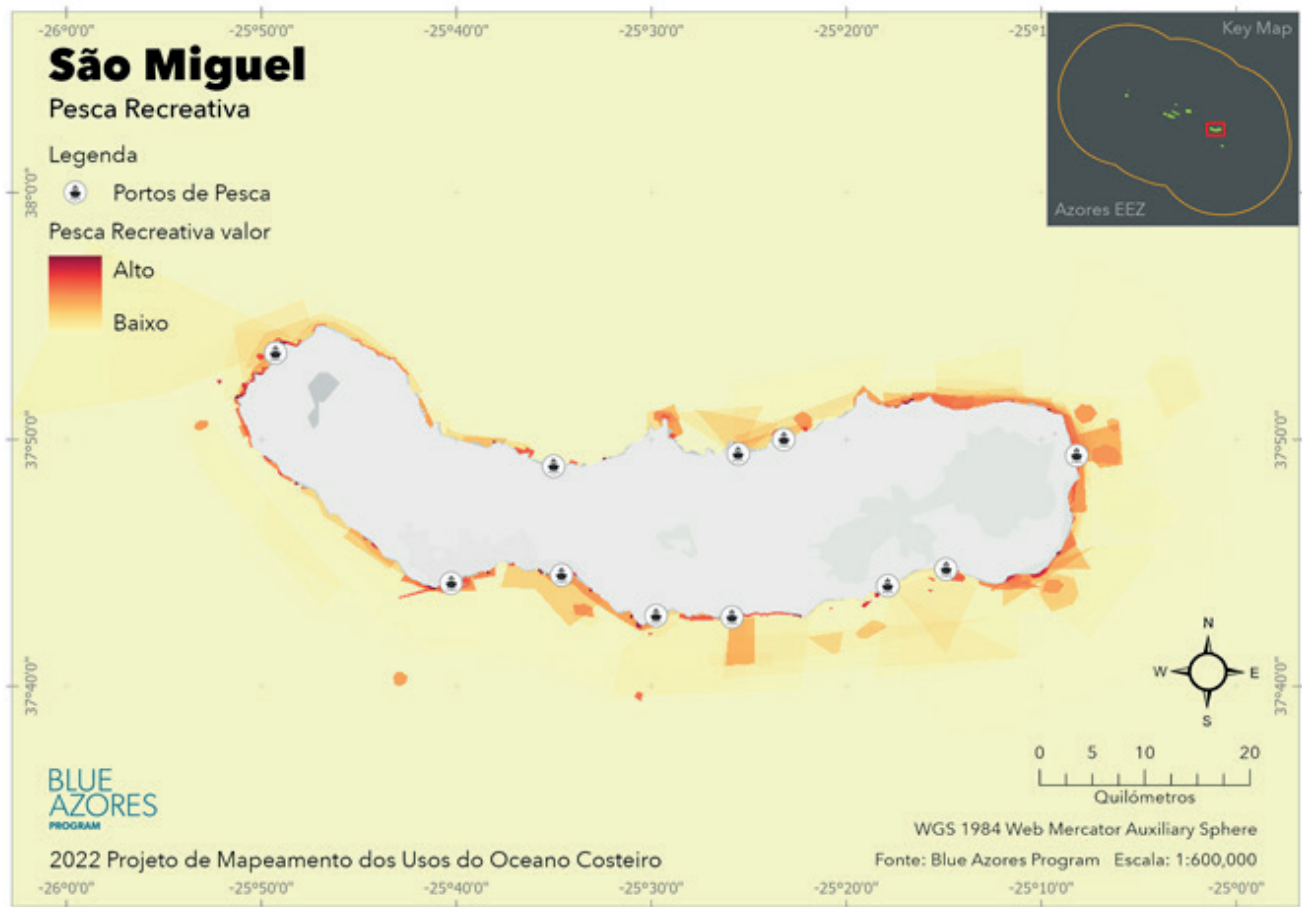 -26°0'0"
-25°50'0"
-25°40'0"
-25°30'0"
-25°20'0"
-25°1
São Miguel
Pesca Recreativa
Legenda
Portos de Pesca
Pesca Recreativa valor
Alto
Baixo
Key Map
Azores EEZ
38°0'0"
37°50'0"
37°50'0"
37°40'0"
37°40'0"
N
W
E
S
0 5 10 20
Quilómetros
BLUE
AZORES
PROGRAM
WGS 1984 Web Mercator Auxiliary Sphere
2022 Projeto de Mapeamento dos Usos do Oceano Costeiro
Fonte: Blue Azores Program Escala: 1:600,000
-26°0'0"
-25°50'0"
-25°40'0"
-25°30'0"
-25°20'0"
-25°10'0"
-25°0'0"